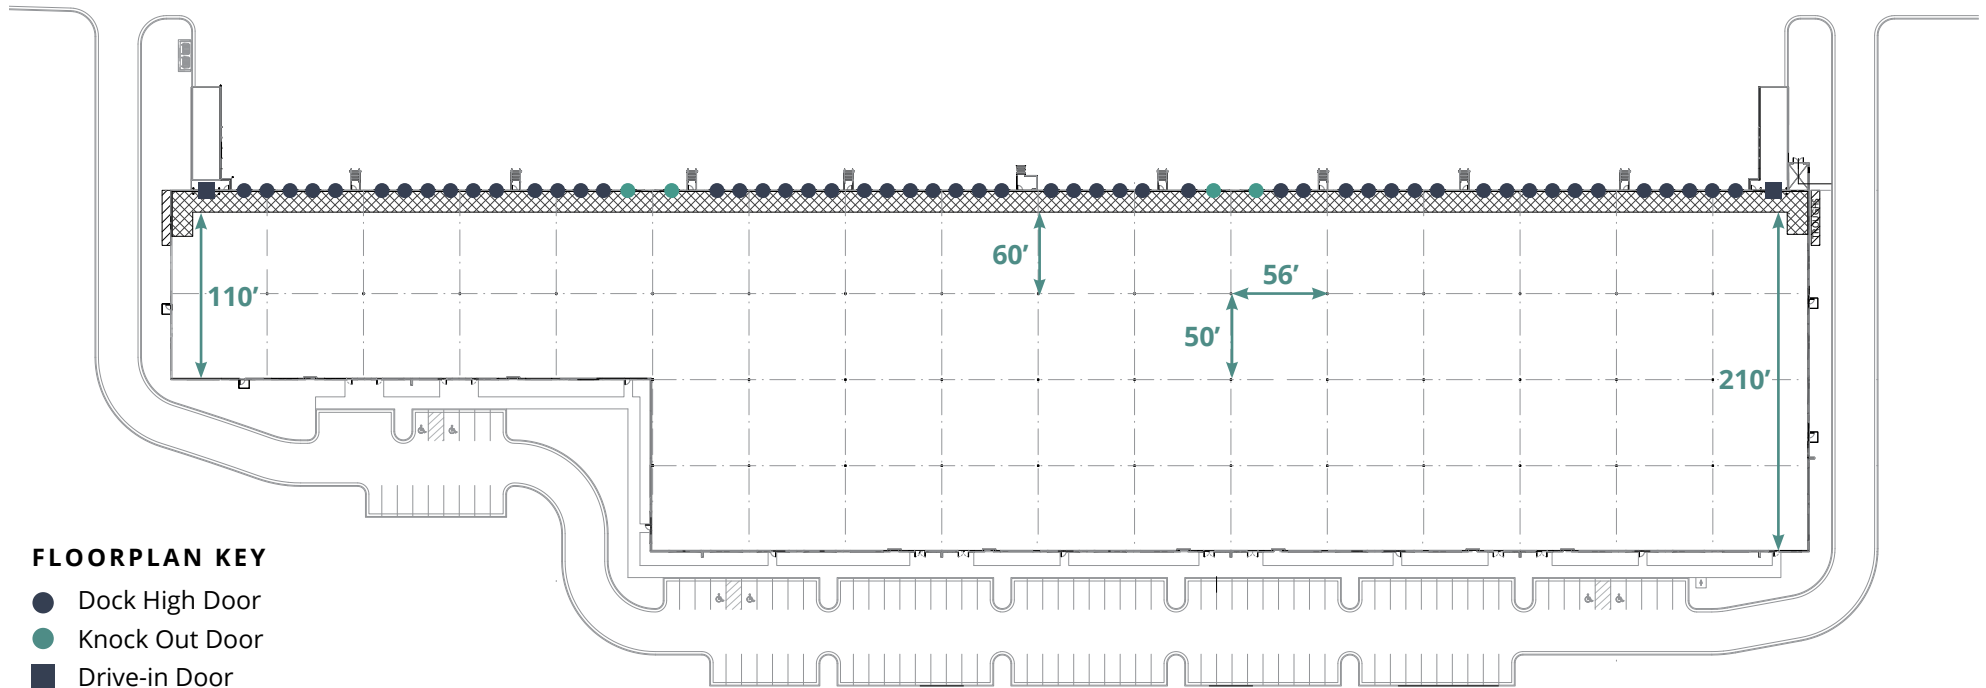 60’
56’
110’
50’
210’
FLOORPLAN KEY
Dock High Door
Knock Out Door
Drive-in Door